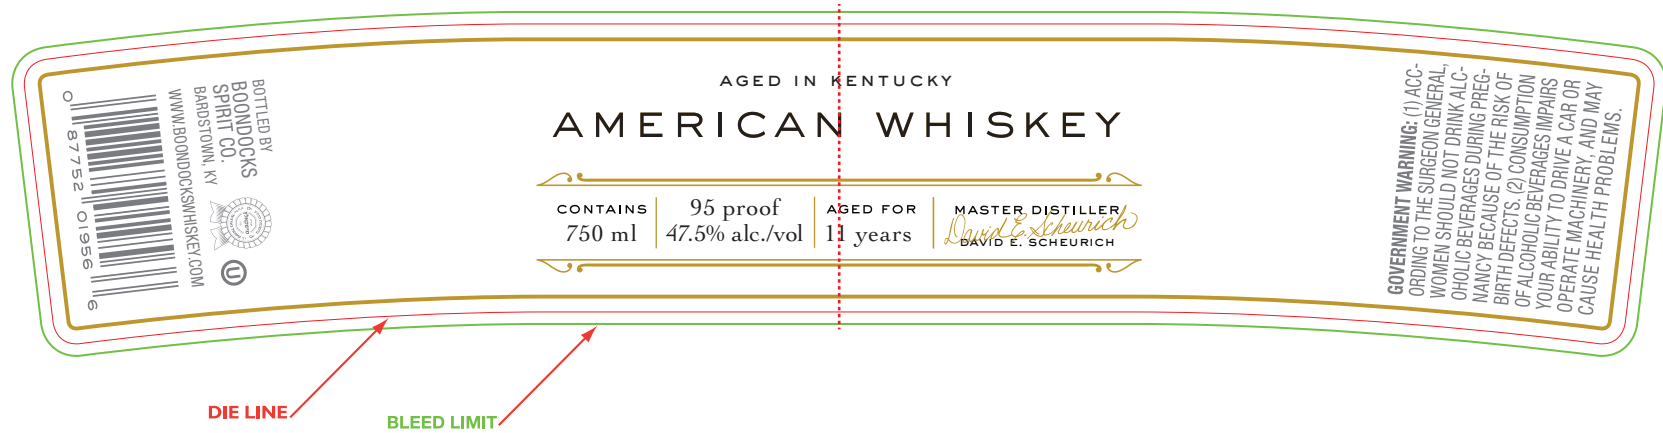 0 87752 01956 6
BOTTLED BY
BOONDOCKS
SPIRIT CO.
BARDSTOWN, KY
WWW.BOONDOCKSWHISKEY.COM
U
AGED IN KENTUCKY
AMERICAN WHISKEY
CONTAINS
750 ml
95 proof
47.5% alc./vol
AGED FOR
11 years
MASTER DISTILLER
David E. Scheurich
DAVID E. SCHEURICH
GOVERNMENT WARNING: (1) ACC-
ORDING TO THE SURGEON GENERAL,
WOMEN SHOULD NOT DRINK ALC-
OHOLIC BEVERAGES DURING PREG-
NANCY BECAUSE OF THE RISK OF
BIRTH DEFECTS. (2) CONSUMPTION
OF ALCOHOLIC BEVERAGES IMPAIRS
YOUR ABILITY TO DRIVE A CAR OR
OPERATE MACHINERY, AND MAY
CAUSE HEALTH PROBLEMS.
DIE LINE
BLEED LIMIT